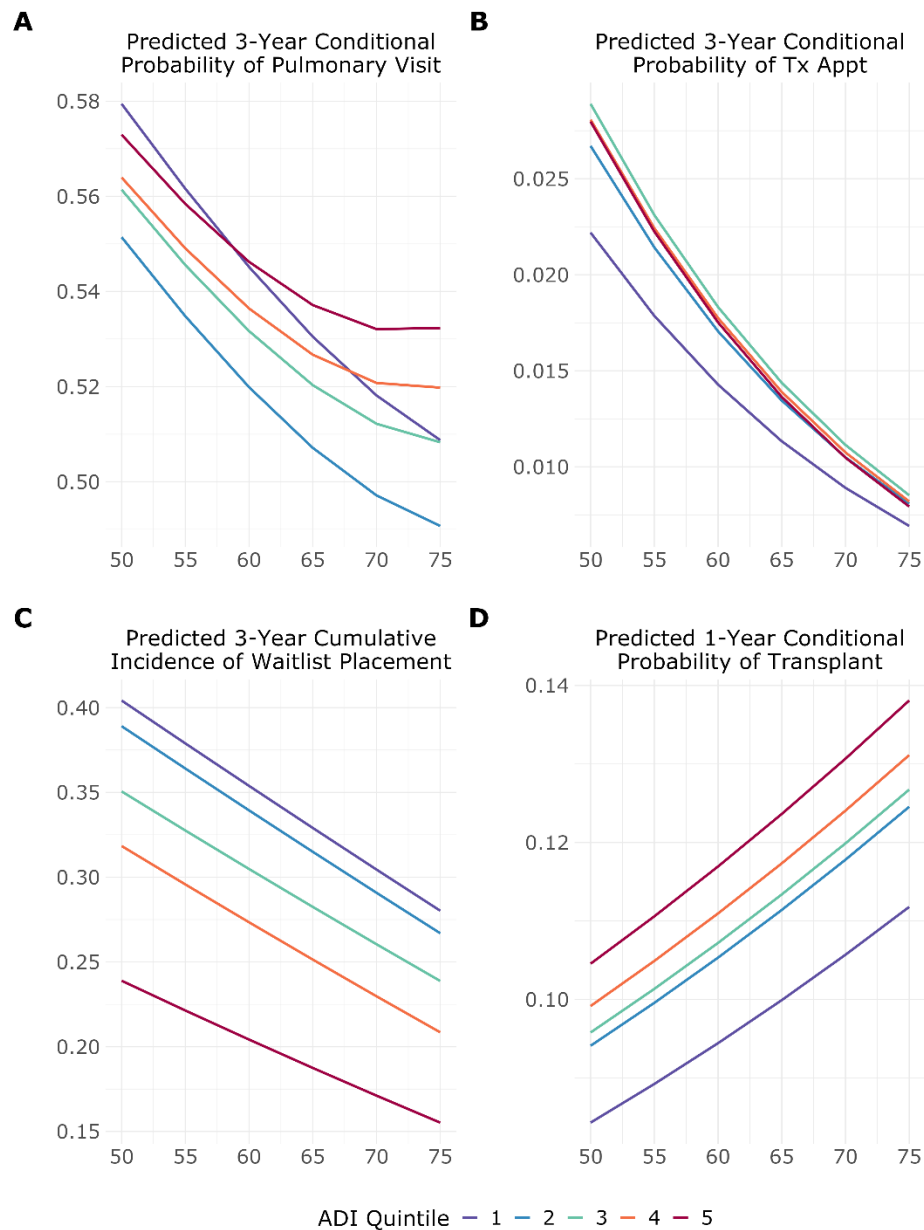 A
Predicted 3-Year Conditional
Probability of Pulmonary Visit
0.58
0.56
0.54
0.52
0.50
50 55 60 65 70 75
B
Predicted 3-Year Conditional
Probability of Tx Appt
0.025
0.020
0.015
0.010
50 55 60 65 70 75
C
Predicted 3-Year Cumulative
Incidence of Waitlist Placement
0.40
0.35
0.30
0.25
0.20
0.15
50 55 60 65 70 75
D
Predicted 1-Year Conditional
Probability of Transplant
0.14
0.12
0.10
50 55 60 65 70 75
ADI Quintile 1 2 3 4 5